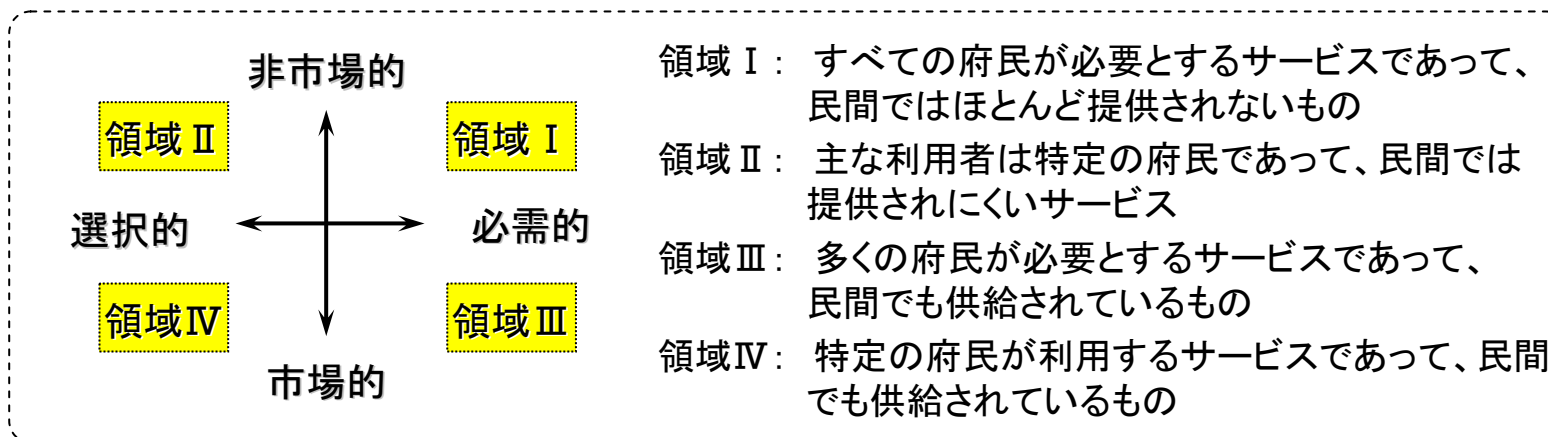 非市場的
領域Ⅱ
領域Ⅰ
選択的
必需的
領域Ⅳ
領域Ⅲ
市場的
領域Ⅰ： すべての府民が必要とするサービスであって、
民間ではほとんど提供されないもの
領域Ⅱ： 主な利用者は特定の府民であって、民間では
提供されにくいサービス
領域Ⅲ： 多くの府民が必要とするサービスであって、
民間でも供給されているもの
領域Ⅳ： 特定の府民が利用するサービスであって、民間
でも供給されているもの